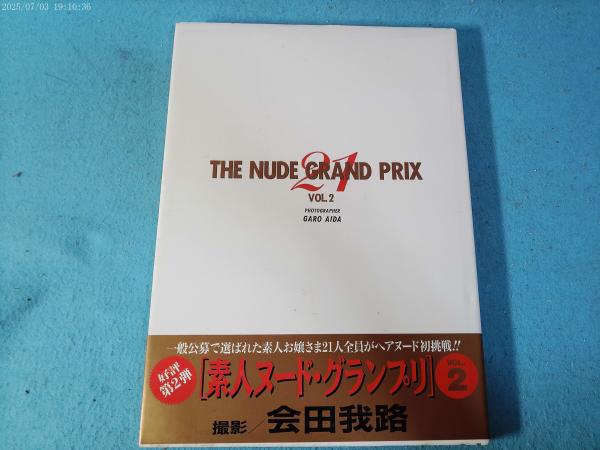 2025/07/03 19:10:36
21
THE NUDE GRAND PRIX
VOL.2
PHOTOGRAPHER
GARO AIDA
一般公募で選ばれた素人お嬢さま21人全員がヘアヌード初挑戦!!
好評
第2弾
[素人ヌード・グランプリ]
VOL.
2
撮影/会田我路